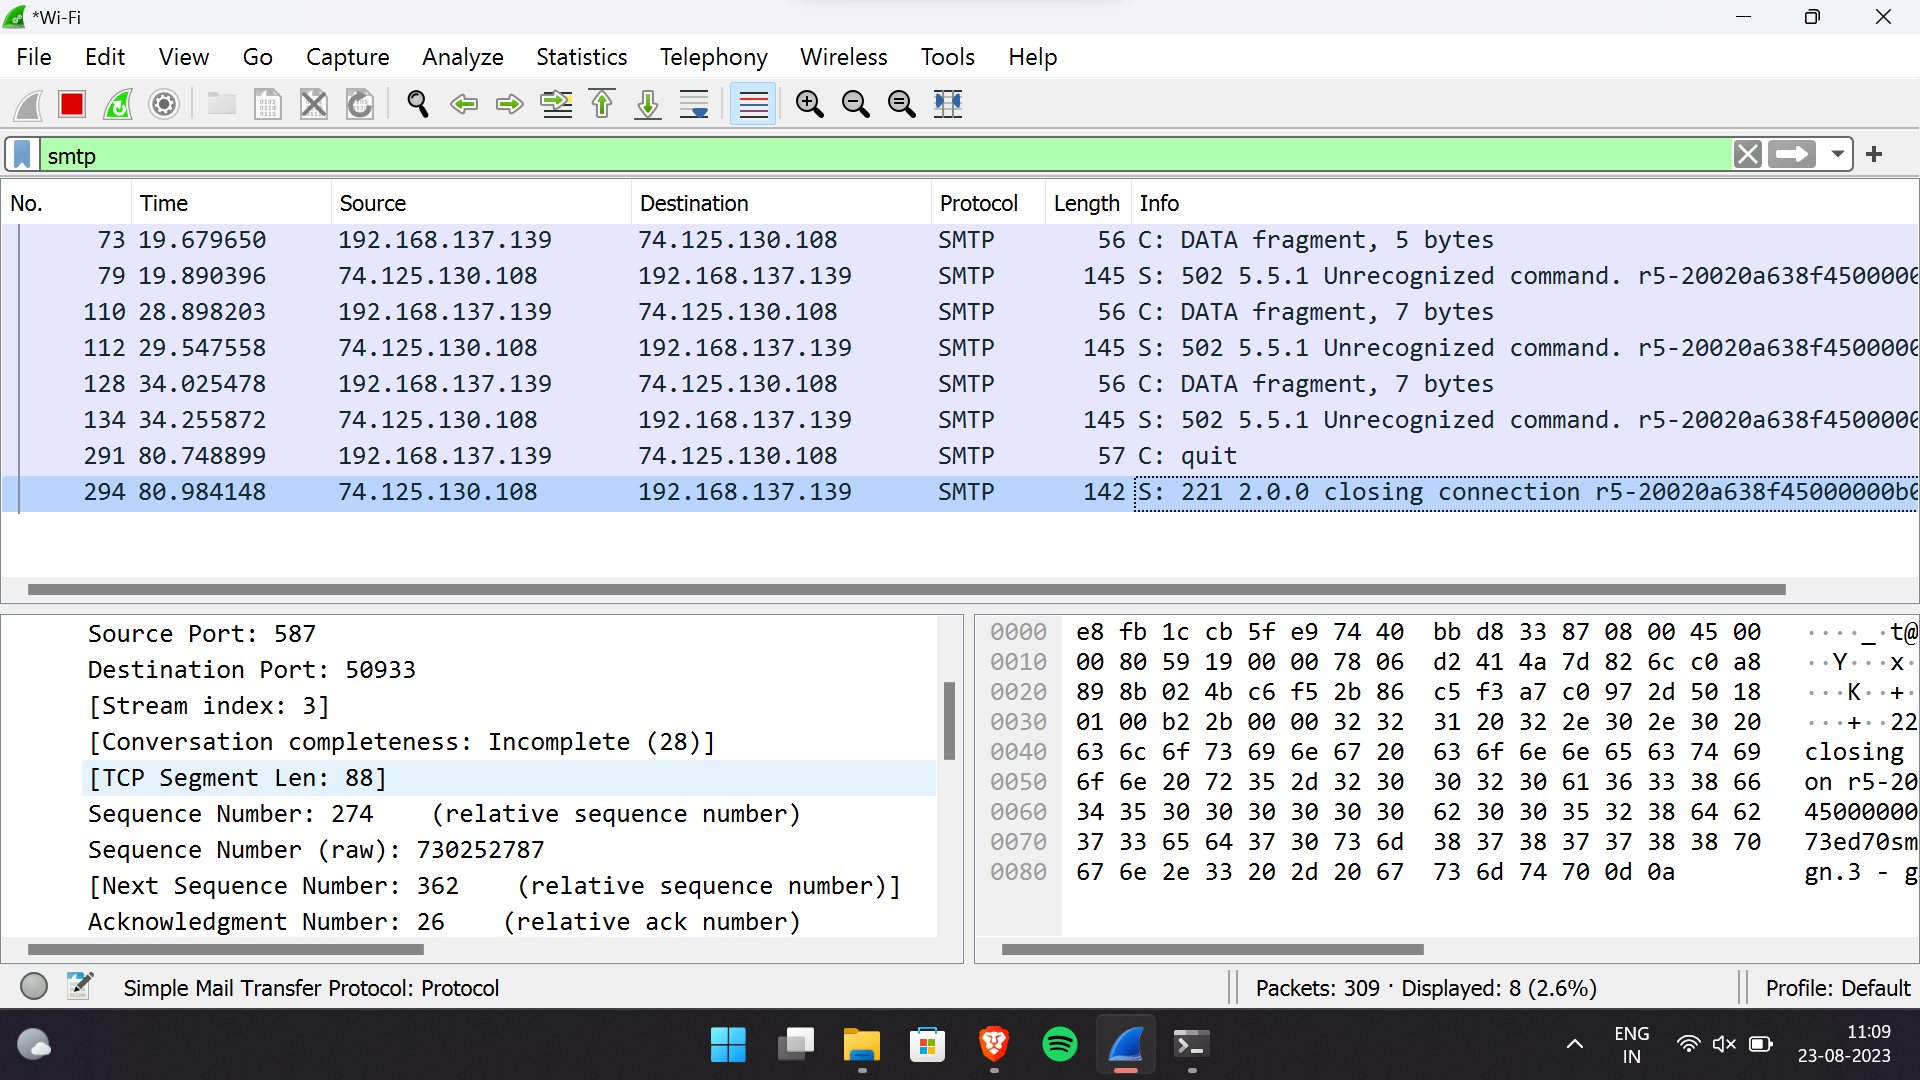 *Wi-Fi
File Edit View Go Capture Analyze Statistics Telephony Wireless Tools Help
smtp
No. Time Source Destination Protocol Length Info
73 19.679650 192.168.137.139 74.125.130.108 SMTP 56 C: DATA fragment, 5 bytes
79 19.890396 74.125.130.108 192.168.137.139 SMTP 145 S: 502 5.5.1 Unrecognized command. r5-20020a638f4500000
110 28.898203 192.168.137.139 74.125.130.108 SMTP 56 C: DATA fragment, 7 bytes
112 29.547558 74.125.130.108 192.168.137.139 SMTP 145 S: 502 5.5.1 Unrecognized command. r5-20020a638f4500000
128 34.025478 192.168.137.139 74.125.130.108 SMTP 56 C: DATA fragment, 7 bytes
134 34.255872 74.125.130.108 192.168.137.139 SMTP 145 S: 502 5.5.1 Unrecognized command. r5-20020a638f4500000
291 80.748899 192.168.137.139 74.125.130.108 SMTP 57 C: quit
294 80.984148 74.125.130.108 192.168.137.139 SMTP 142 S: 221 2.0.0 closing connection r5-20020a638f45000000b0
Source Port: 587
Destination Port: 50933
[Stream index: 3]
[Conversation completeness: Incomplete (28)]
[TCP Segment Len: 88]
Sequence Number: 274 (relative sequence number)
Sequence Number (raw): 730252787
[Next Sequence Number: 362 (relative sequence number)]
Acknowledgment Number: 26 (relative ack number)
0000 e8 fb 1c cb 5f e9 74 40 bb d8 33 87 08 00 45 00 ····_·t@
0010 00 80 59 19 00 00 78 06 d2 41 4a 7d 82 6c c0 a8 ··Y···x·
0020 89 8b 02 4b c6 f5 2b 86 c5 f3 a7 c0 97 2d 50 18 ···K··+·
0030 01 00 b2 2b 00 00 32 32 31 20 32 2e 30 2e 30 20 ···+··22
0040 63 6c 6f 73 69 6e 67 20 63 6f 6e 6e 65 63 74 69 closing
0050 6f 6e 20 72 35 2d 32 30 30 32 30 61 36 33 38 66 on r5-20
0060 34 35 30 30 30 30 30 30 62 30 30 35 32 38 64 62 45000000
0070 37 33 65 64 37 30 73 6d 38 37 38 37 37 38 38 70 73ed70sm
0080 67 6e 2e 33 20 2d 20 67 73 6d 74 70 0d 0a gn.3 - g
Simple Mail Transfer Protocol: Protocol
Packets: 309 · Displayed: 8 (2.6%)
Profile: Default
ENG
IN
11:09
23-08-2023